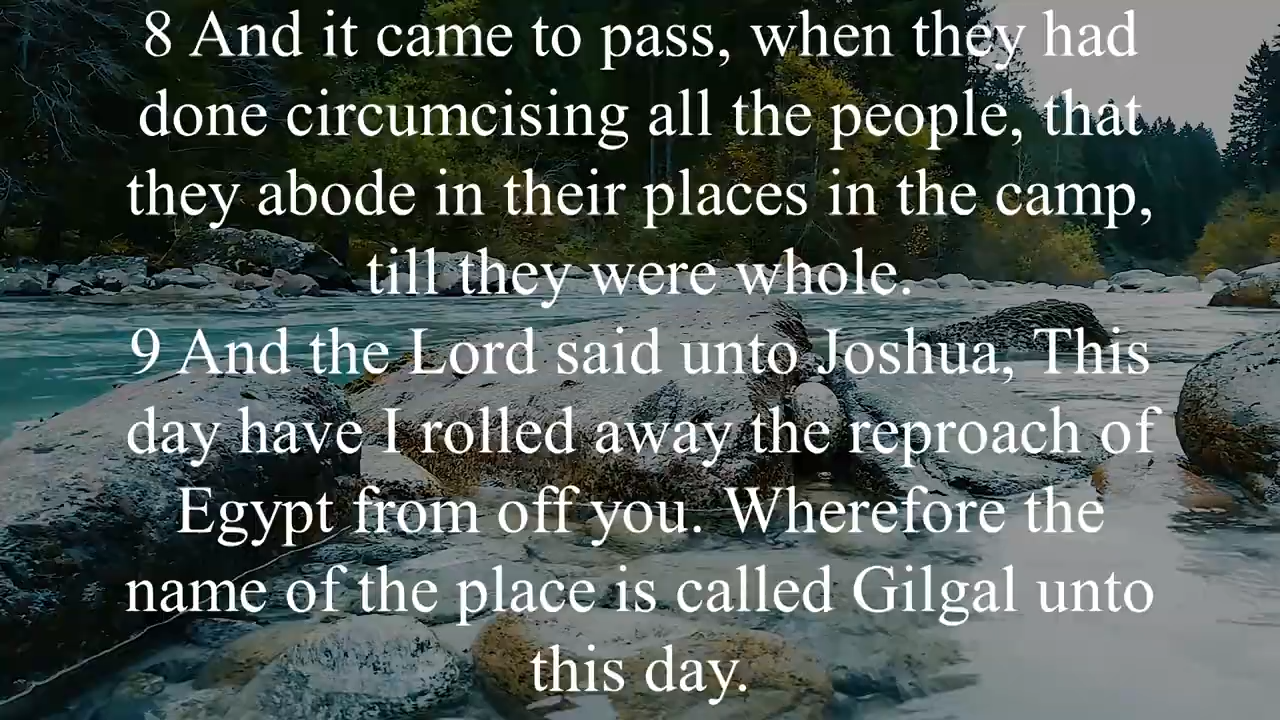 8 And it came to pass, when they had
done circumcising all the people, that
they abode in their places in the camp,
till they were whole.
9 And the Lord said unto Joshua, This
day have I rolled away the reproach of
Egypt from off you. Wherefore the
name of the place is called Gilgal unto
this day.